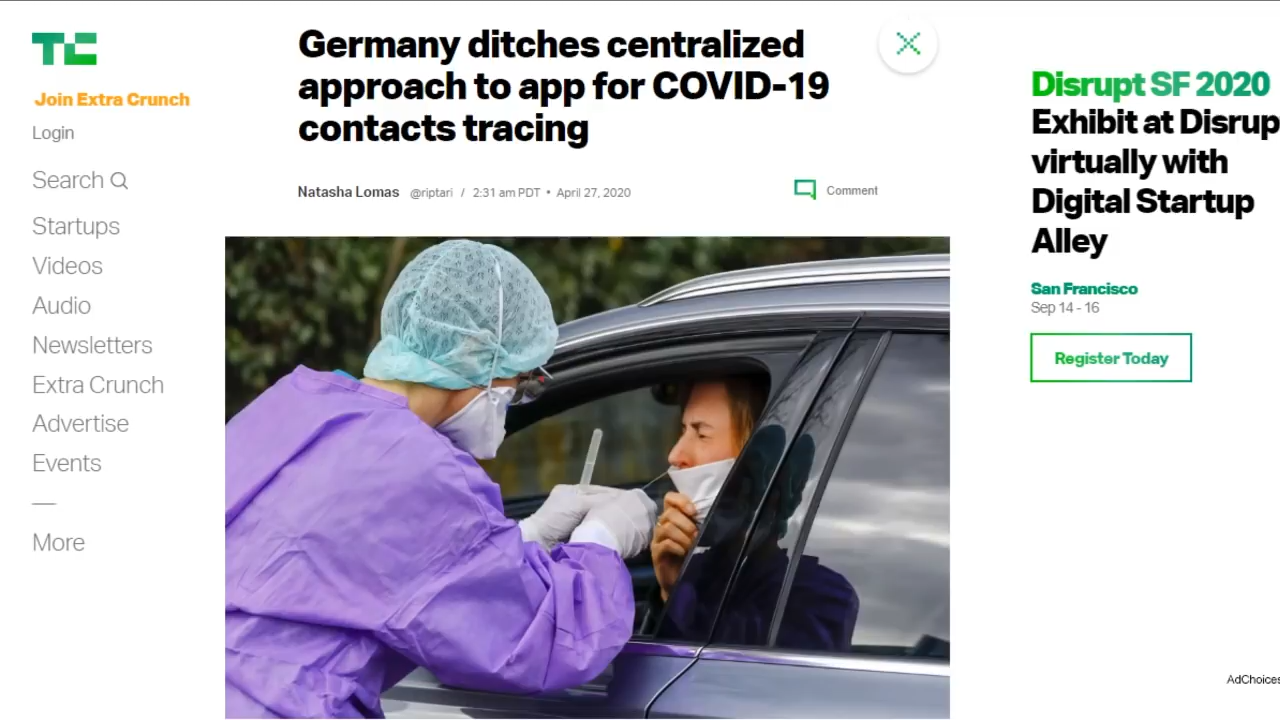 TC
Join Extra Crunch
Login
Search
Startups
Videos
Audio
Newsletters
Extra Crunch
Advertise
Events
More
Germany ditches centralized
approach to app for COVID-19
contacts tracing
Natasha Lomas @riptari / 2:31 am PDT • April 27, 2020
Comment
Disrupt SF 2020
Exhibit at Disrup
virtually with
Digital Startup
Alley
San Francisco
Sep 14 - 16
Register Today
AdChoices